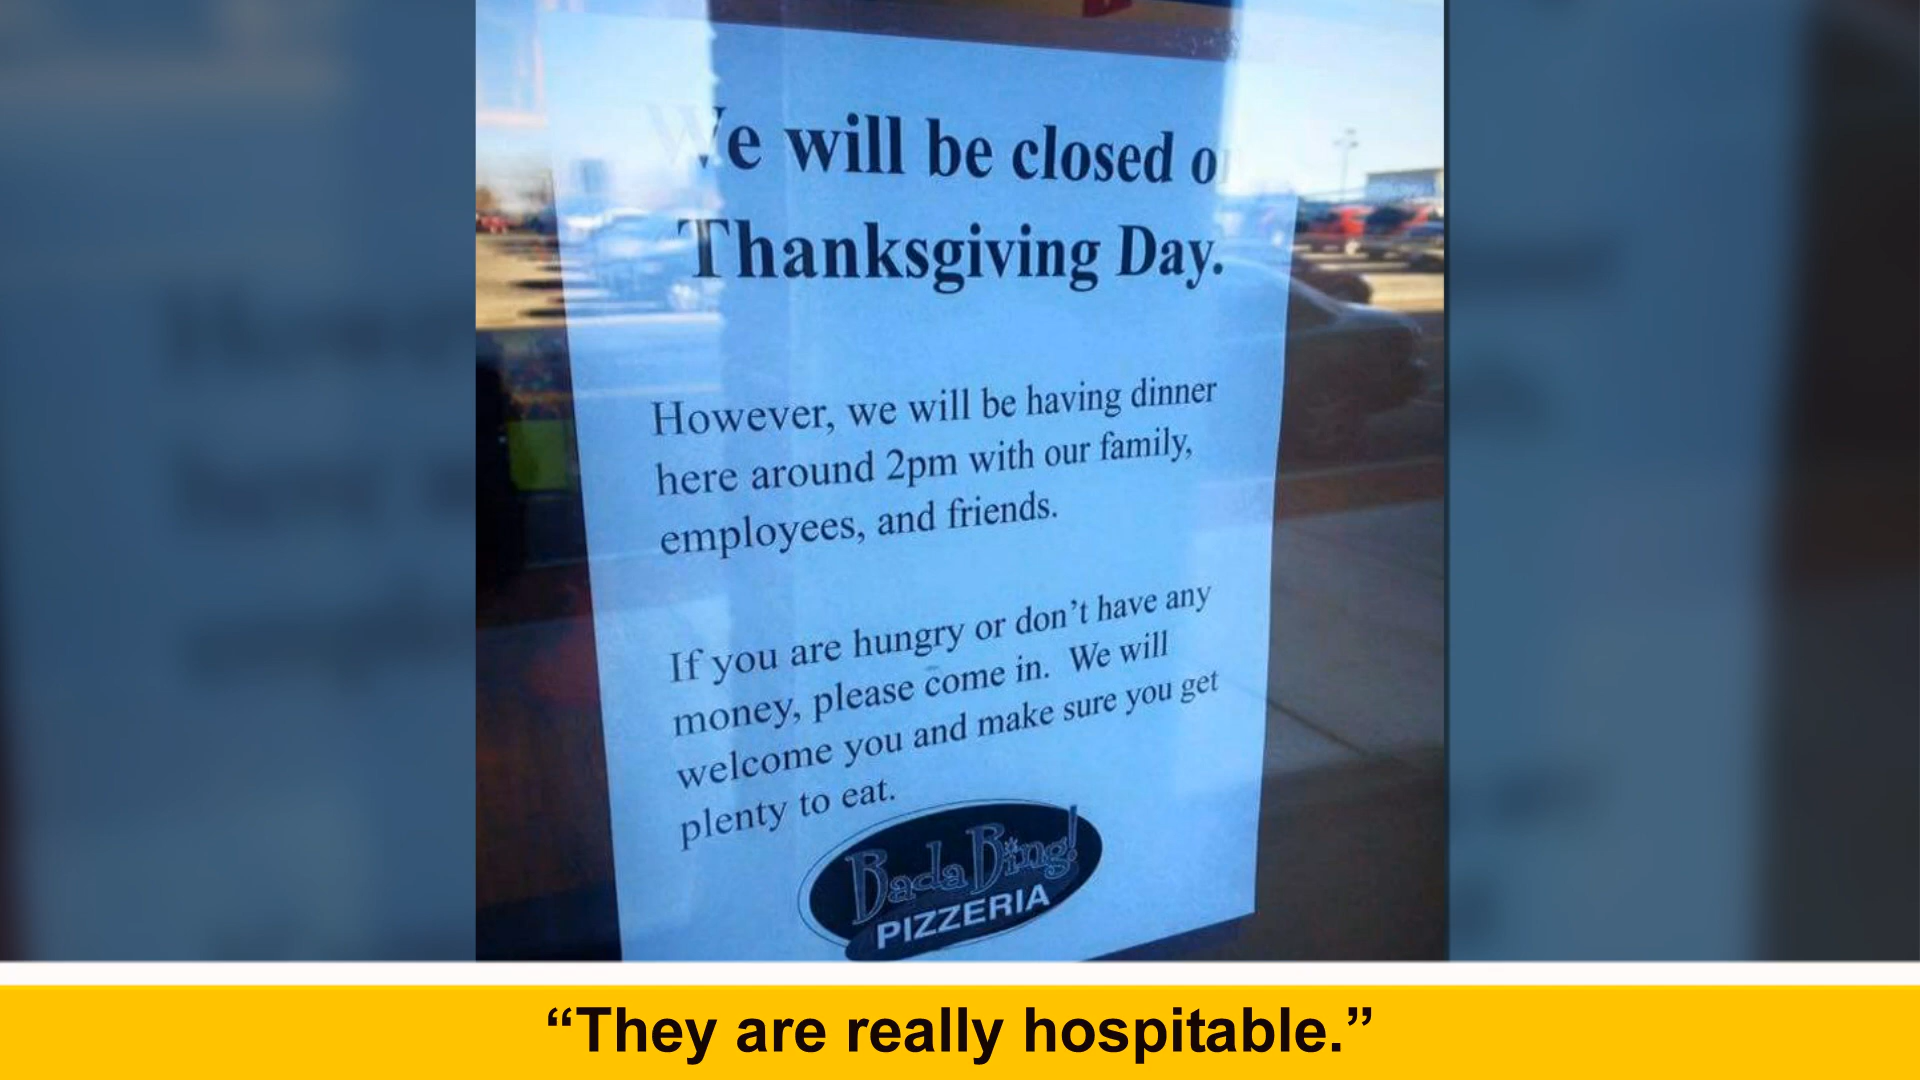 We will be closed on
Thanksgiving Day.
However, we will be having dinner
here around 2pm with our family,
employees, and friends.
If you are hungry or don’t have any
money, please come in. We will
welcome you and make sure you get
plenty to eat.
Bada Bing!
PIZZERIA
“They are really hospitable.”